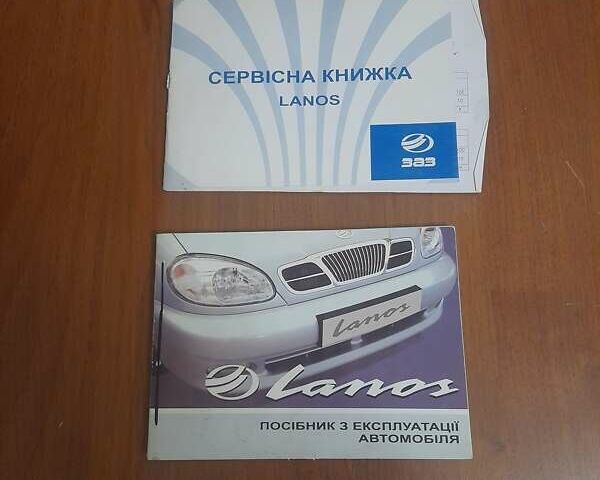 СЕРВІСНА КНИЖКА
LANOS
ЗАЗ
Lanos
Lanos
ПОСІБНИК З ЕКСПЛУАТАЦІЇ
АВТОМОБІЛЯ